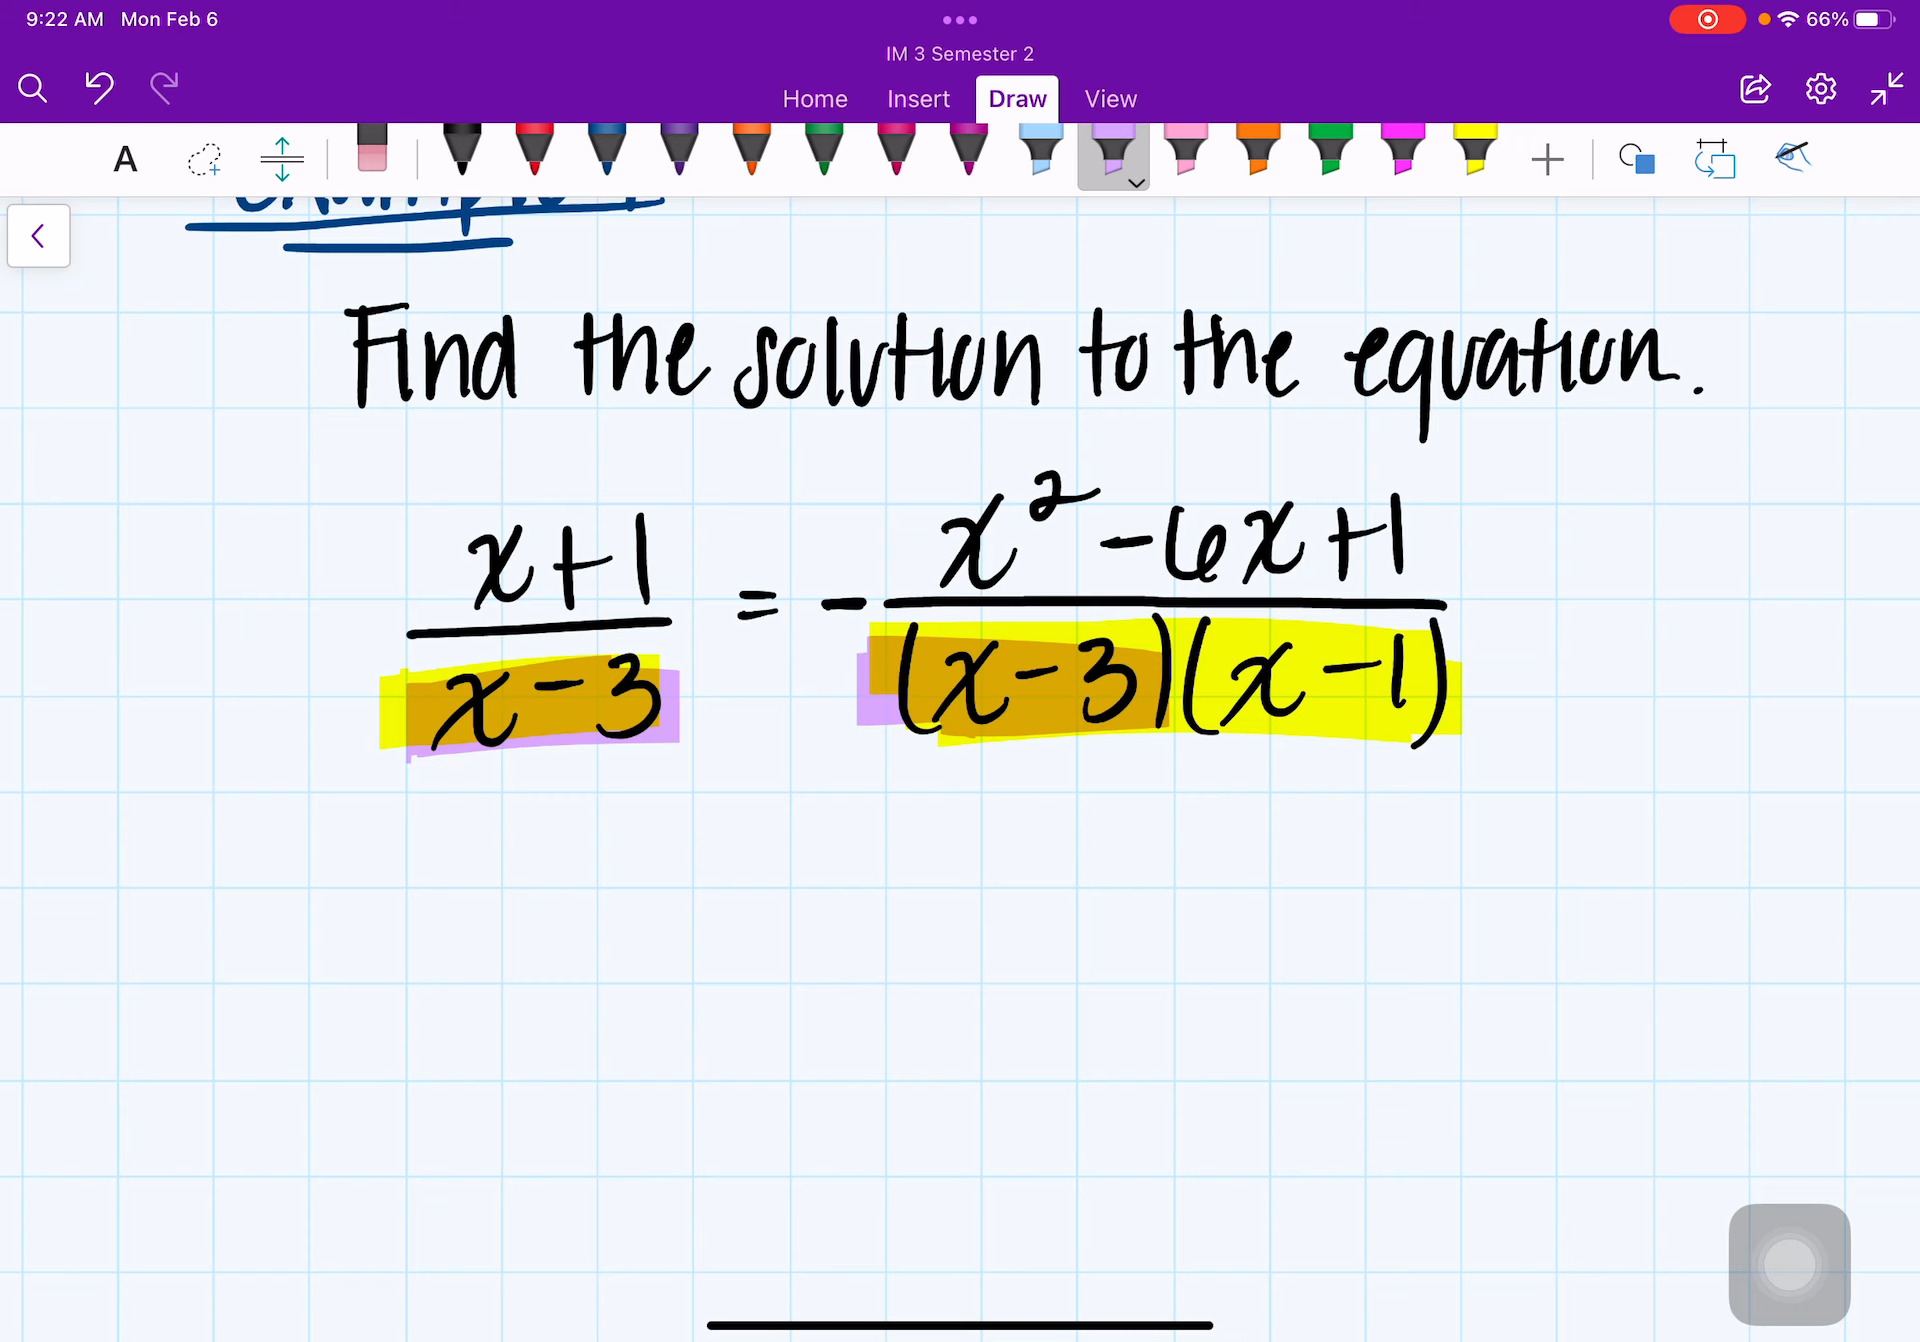 9:22 AM Mon Feb 6
66%
IM 3 Semester 2
Home Insert Draw View
A
Find the solution to the equation.
x+1 / x-3 = - x²-6x+1 / (x-3)(x-1)